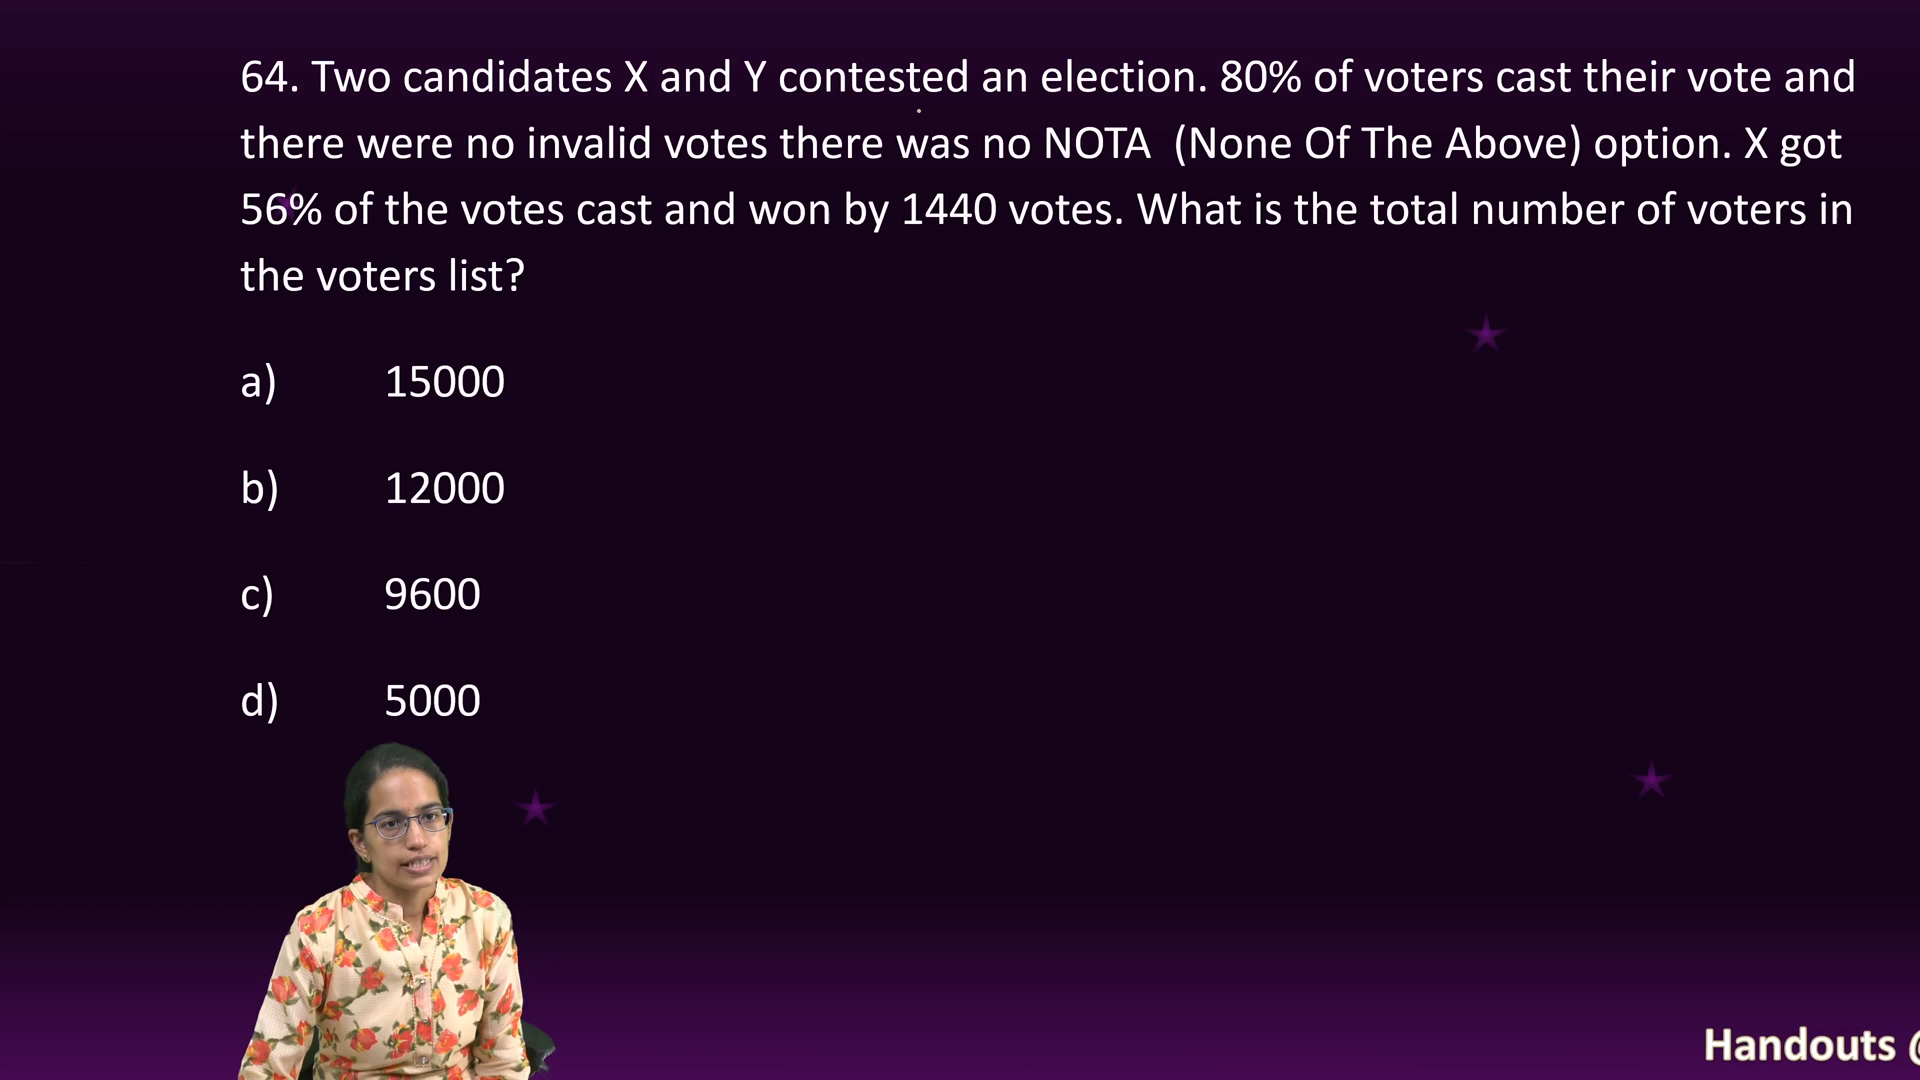 64. Two candidates X and Y contested an election. 80% of voters cast their vote and
there were no invalid votes there was no NOTA (None Of The Above) option. X got
56% of the votes cast and won by 1440 votes. What is the total number of voters in
the voters list?
a) 15000
b) 12000
c) 9600
d) 5000
Handouts @